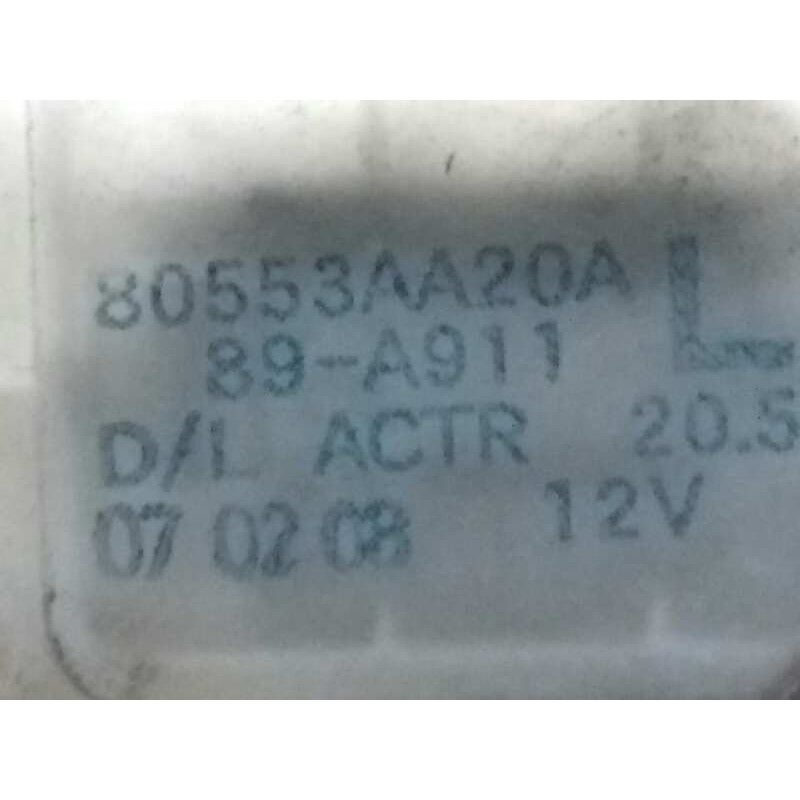 80553AA20A L
89-A911
D/L ACTR 20.5
07 02 08 12V